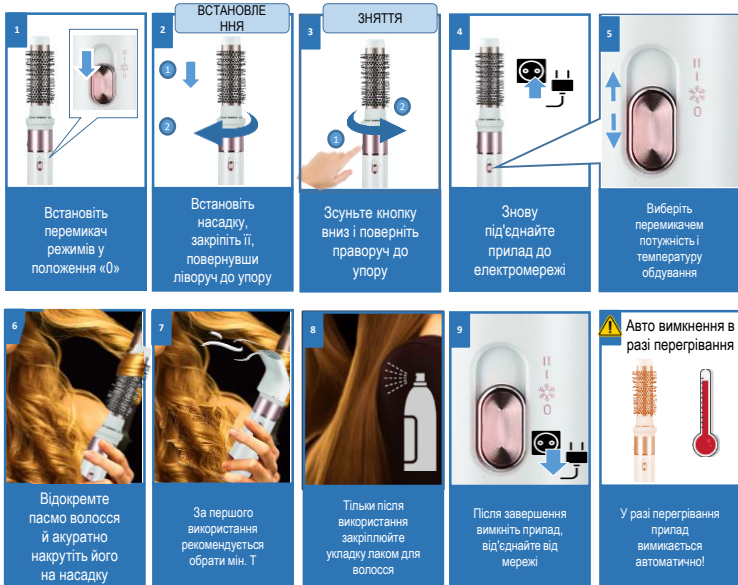 1
Встановіть
перемикач
режимів у
положення «0»
ВСТАНОВЛЕ
ННЯ
2
1
2
Встановіть
насадку,
закріпіть її,
повернувши
ліворуч до упору
ЗНЯТТЯ
3
2
1
Зсуньте кнопку
вниз і поверніть
праворуч до
упору
4
Знову
під'єднайте
прилад до
електромережі
5
II
I
0
Виберіть
перемикачем
потужність і
температуру
обдування
6
Відокремте
пасмо волосся
й акуратно
накрутіть його
на насадку
7
За першого
використання
рекомендується
обрати мін. Т
8
Тільки після
використання
закріплюйте
укладку лаком для
волосся
9
II
I
0
Після завершення
вимкніть прилад,
від'єднайте від
мережі
Авто вимкнення в
разі перегрівання
У разі перегрівання
прилад
вимикається
автоматично!